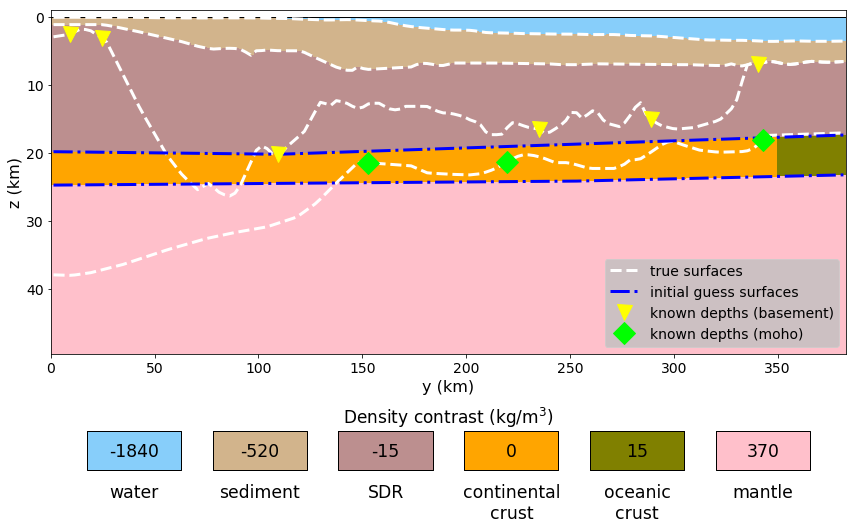 0
10
20
30
40
z (km)
true surfaces
initial guess surfaces
known depths (basement)
known depths (moho)
0 50 100 150 200 250 300 350
y (km)
Density contrast (kg/m³)
-1840 -520 -15 0 15 370
water sediment SDR continental oceanic mantle
crust crust